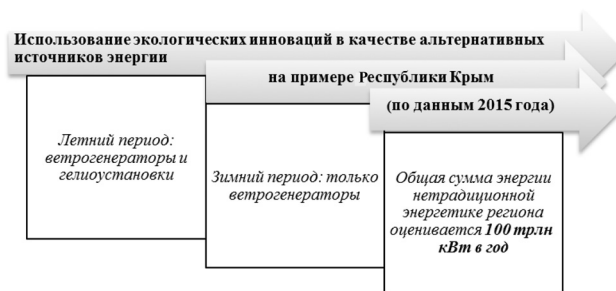 Использование экологических инноваций в качестве альтернативных
источников энергии
на примере Республики Крым
(по данным 2015 года)
Летний период:
ветрогенераторы и
гелиоустановки
Зимний период: только
ветрогенераторы
Общая сумма энергии
нетрадиционной
энергетике региона
оценивается 100 трлн
кВт в год